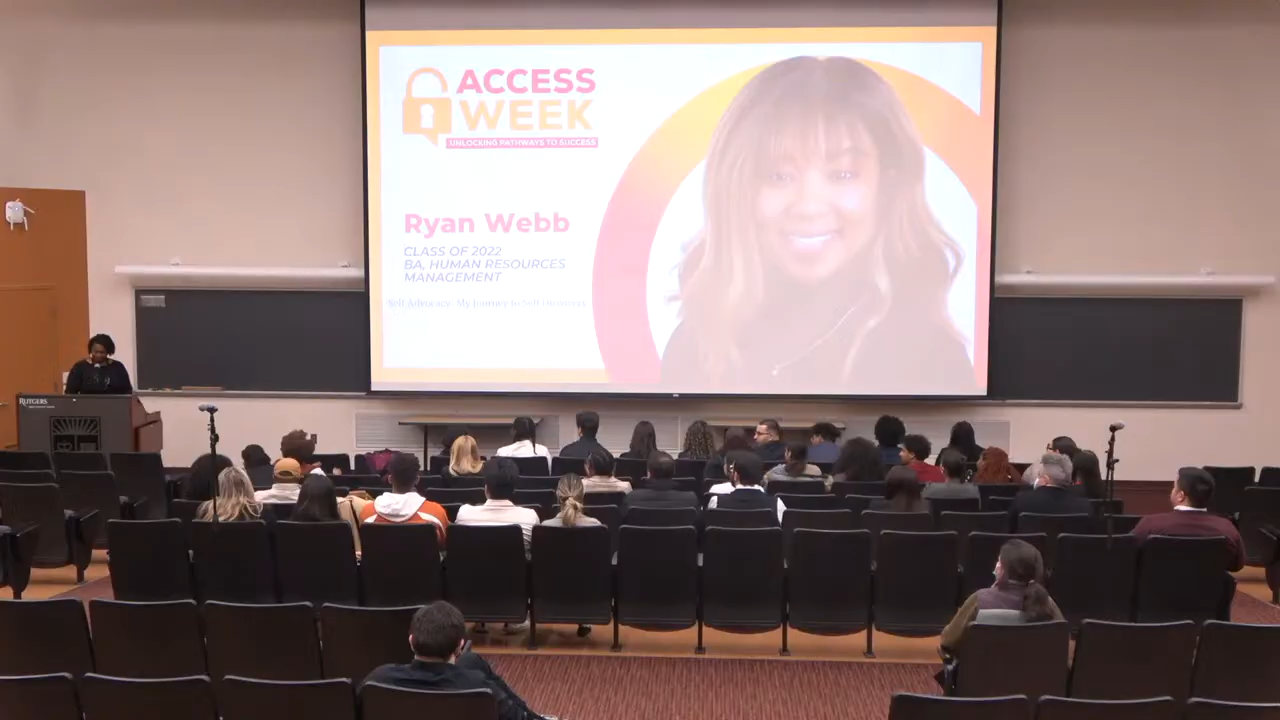 ACCESS
WEEK
UNLOCKING PATHWAYS TO SUCCESS
Ryan Webb
CLASS OF 2022
BA, HUMAN RESOURCES
MANAGEMENT
Self Advocacy: My Journey to Self Discovery
RUTGERS